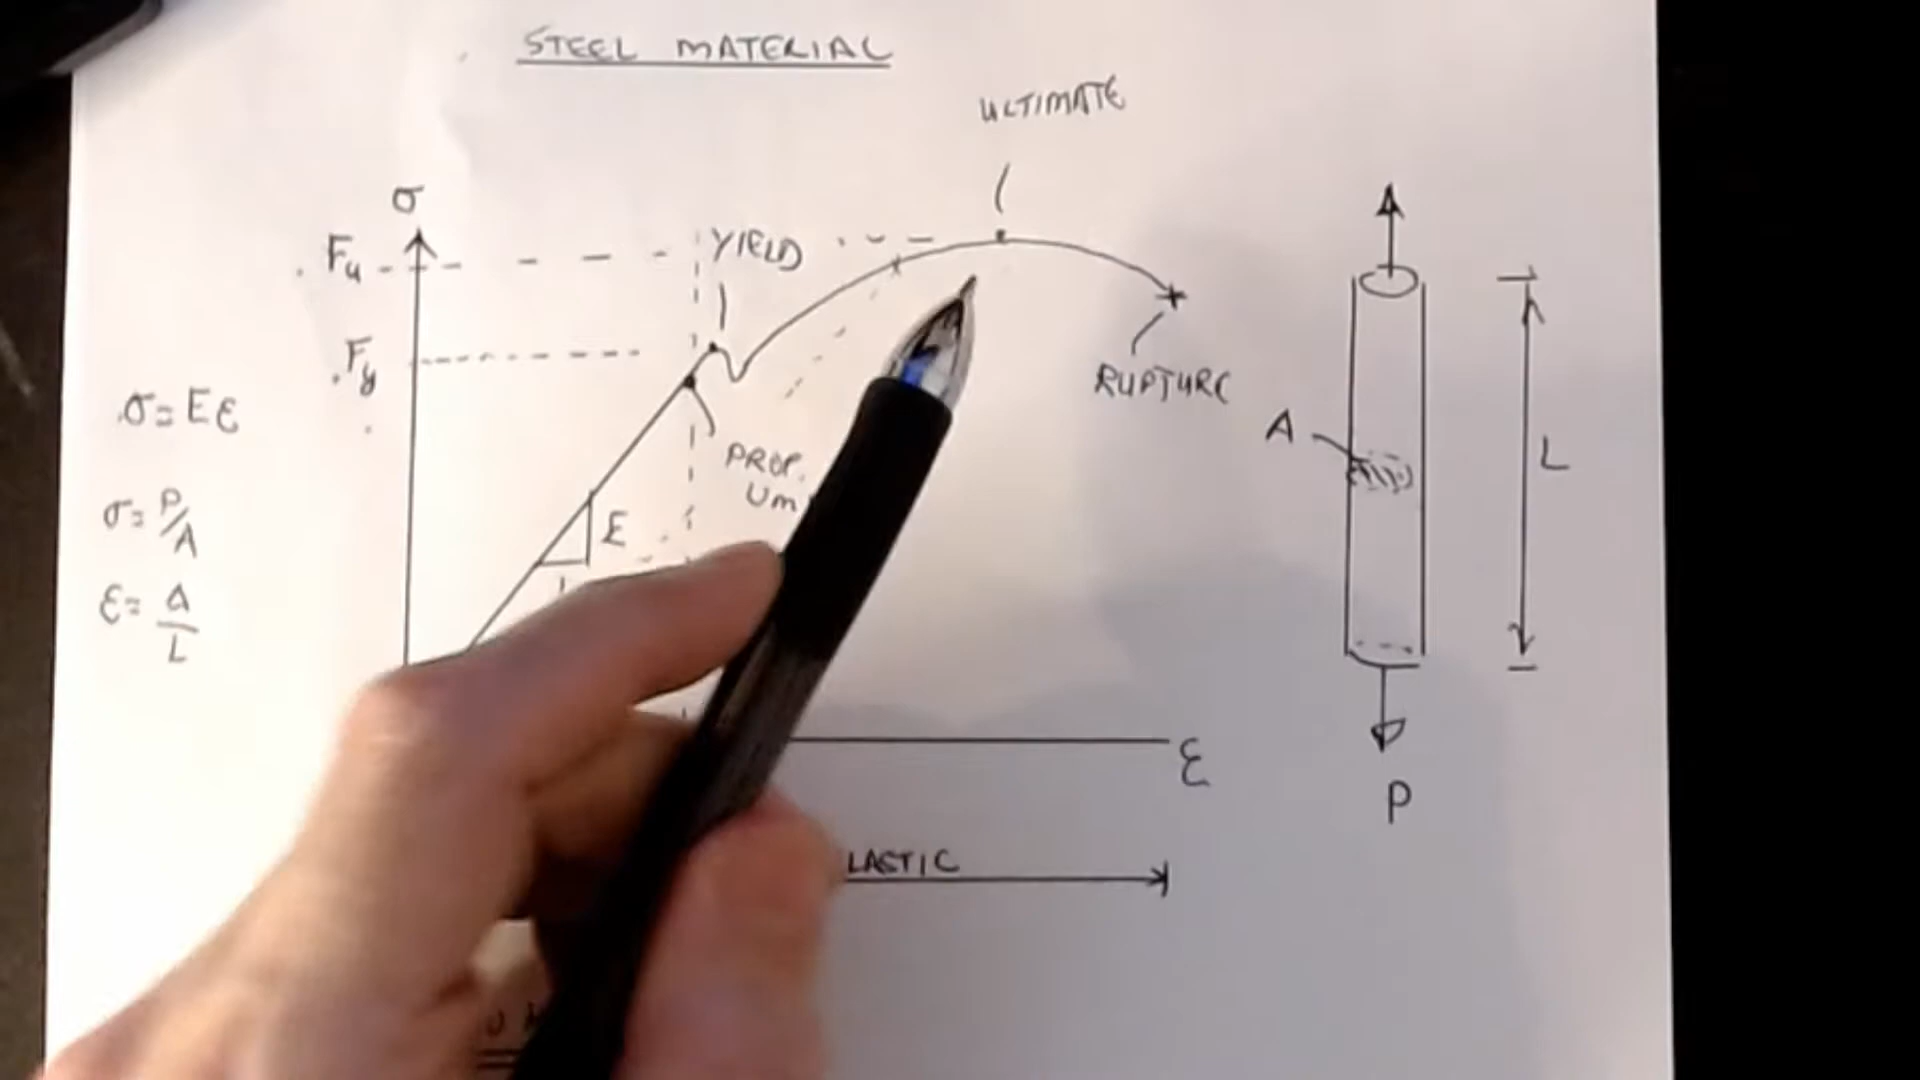 STEEL MATERIAL
ULTIMATE
σ
Fu
YIELD
Fy
RUPTURE
σ = Eε
A
L
PROP.
E
σ = P/A
ε = Δ/L
ε
P
LASTIC